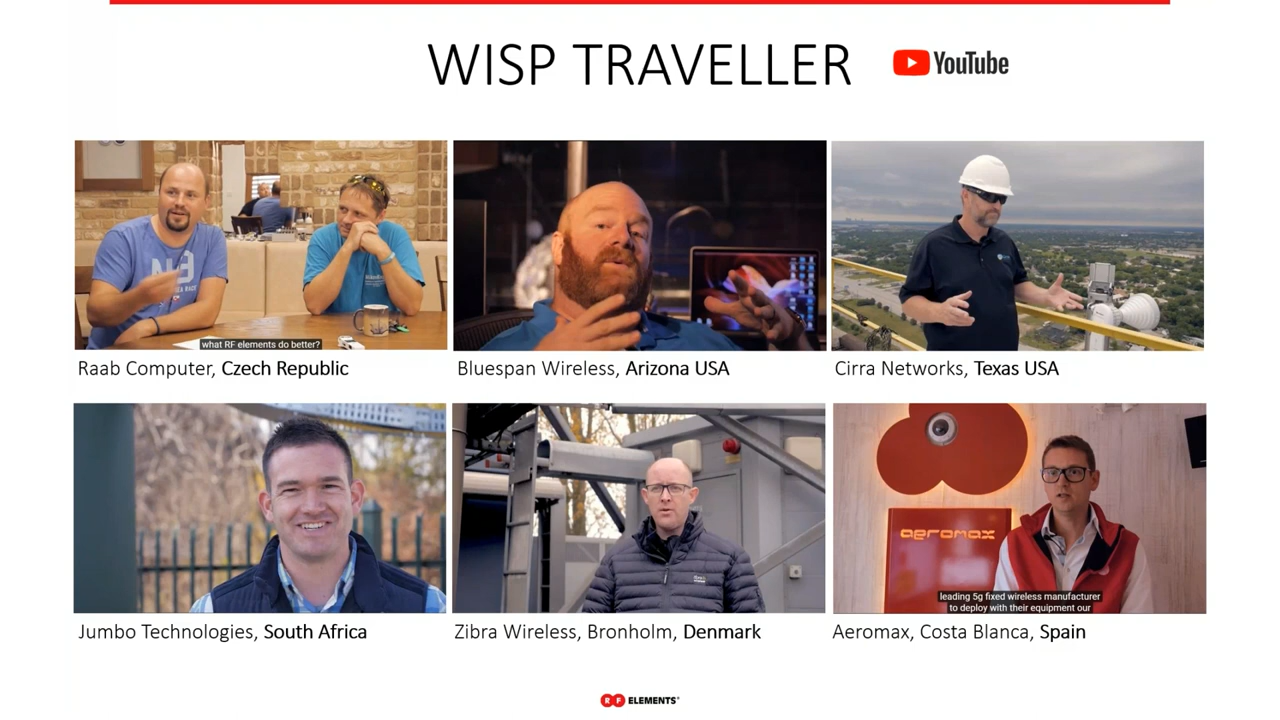 WISP TRAVELLER
YouTube
what RF elements do better?
Raab Computer, Czech Republic
Bluespan Wireless, Arizona USA
Cirra Networks, Texas USA
aeromax
leading 5g fixed wireless manufacturer
to deploy with their equipment our
Jumbo Technologies, South Africa
Zibra Wireless, Bronholm, Denmark
Aeromax, Costa Blanca, Spain
RF ELEMENTS